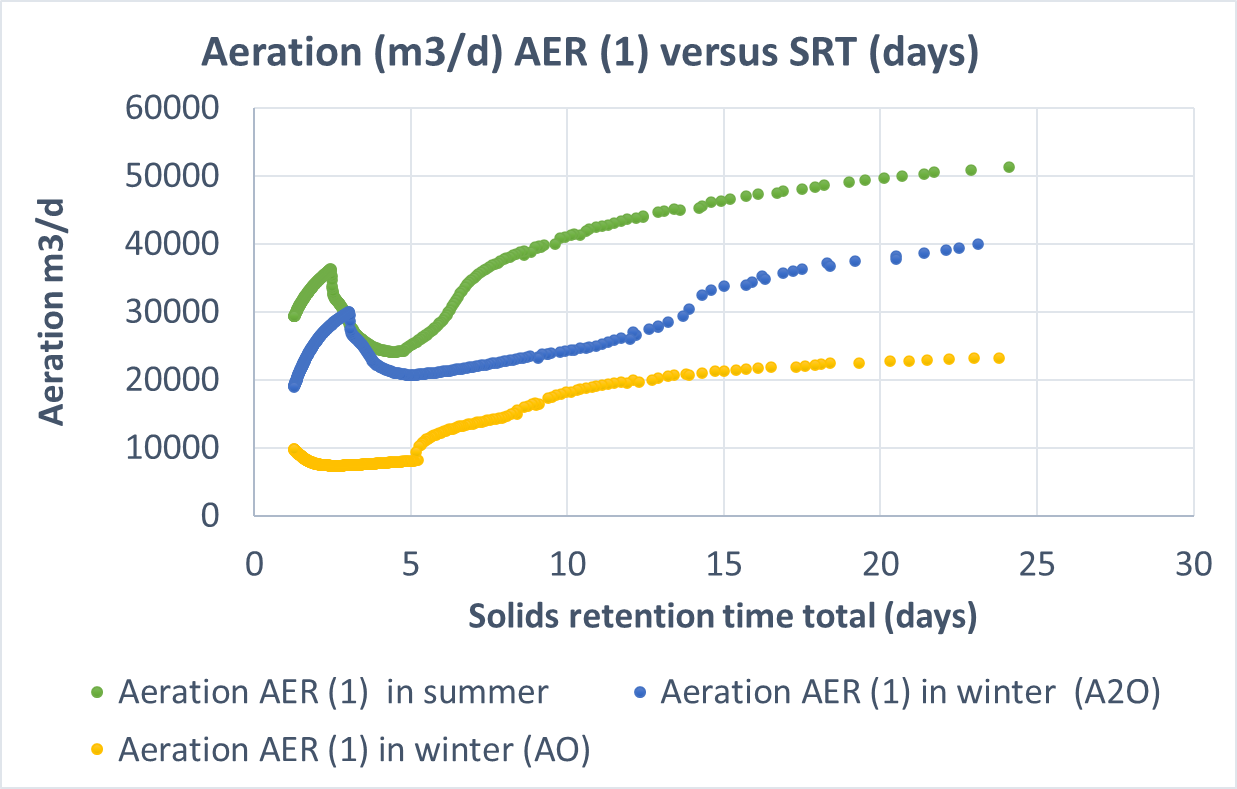 Aeration (m3/d) AER (1) versus SRT (days)
60000
50000
40000
30000
20000
10000
0
Aeration m3/d
0 5 10 15 20 25 30
Solids retention time total (days)
Aeration AER (1)  in summer
Aeration AER (1) in winter  (A2O)
Aeration AER (1) in winter (AO)